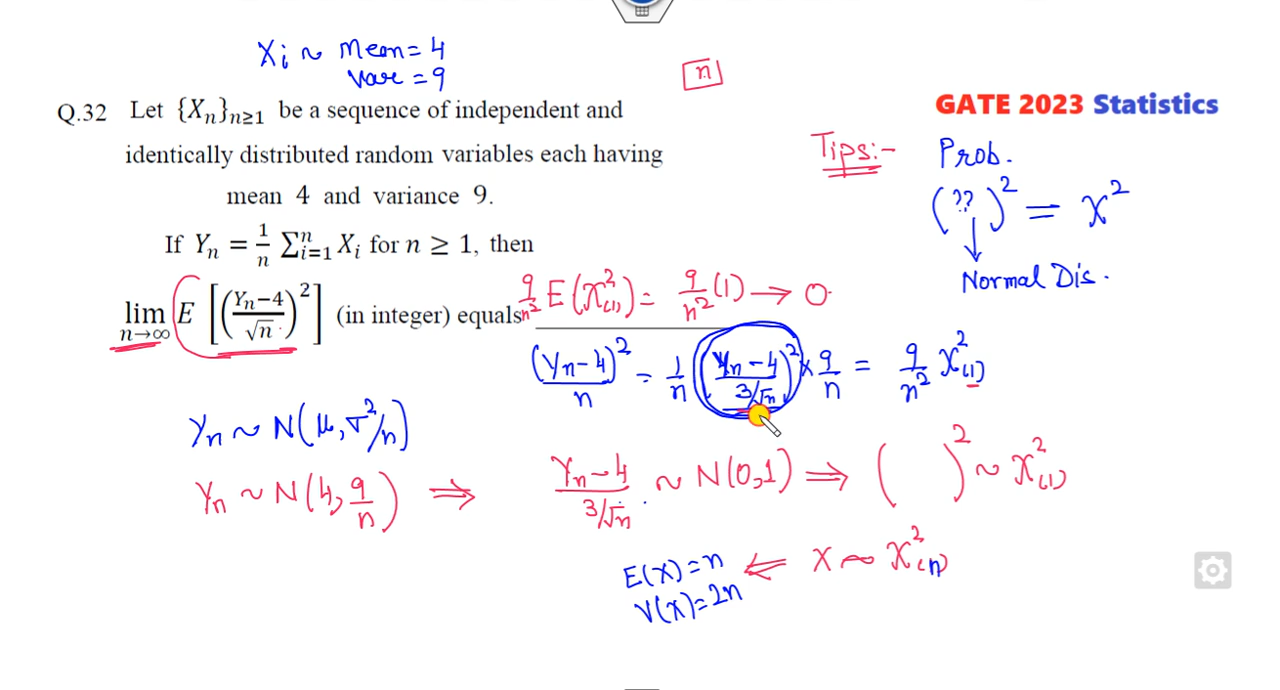 Xi ~ Mean = 4
Var = 9
n
Q.32 Let {Xₙ}ₙ≥₁ be a sequence of independent and
identically distributed random variables each having
mean 4 and variance 9.
If Yₙ = 1/n Σⁿᵢ₌₁ Xᵢ for n ≥ 1, then
lim n→∞ E [((Yₙ−4)/√n)²] (in integer) equals
GATE 2023 Statistics
Tips:- Prob.
(??)² = χ²
Normal Dis.
9/n² E(χ²₍₁₎) = 9/n² (1) → 0
(Yn−4)²/n = 1/n ((Yn−4)/(3/√n))² × 9/n = 9/n² χ²₍₁₎
Yn ~ N(μ, σ²/n)
Yn ~ N(4, 9/n) ⇒ (Yn−4)/(3/√n) ~ N(0,1) ⇒ ( )² ~ χ²₍₁₎
E(X) = n ⇐ X ~ χ²₍n₎
V(X) = 2n